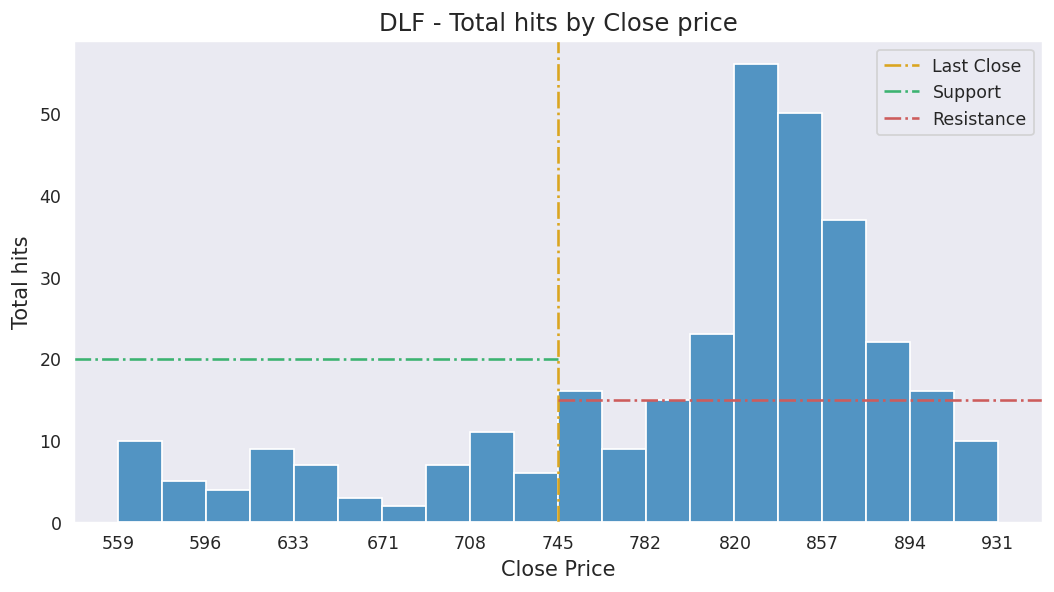 DLF - Total hits by Close price
Last Close
Support
Resistance
Total hits
50
40
30
20
10
0
559 596 633 671 708 745 782 820 857 894 931
Close Price